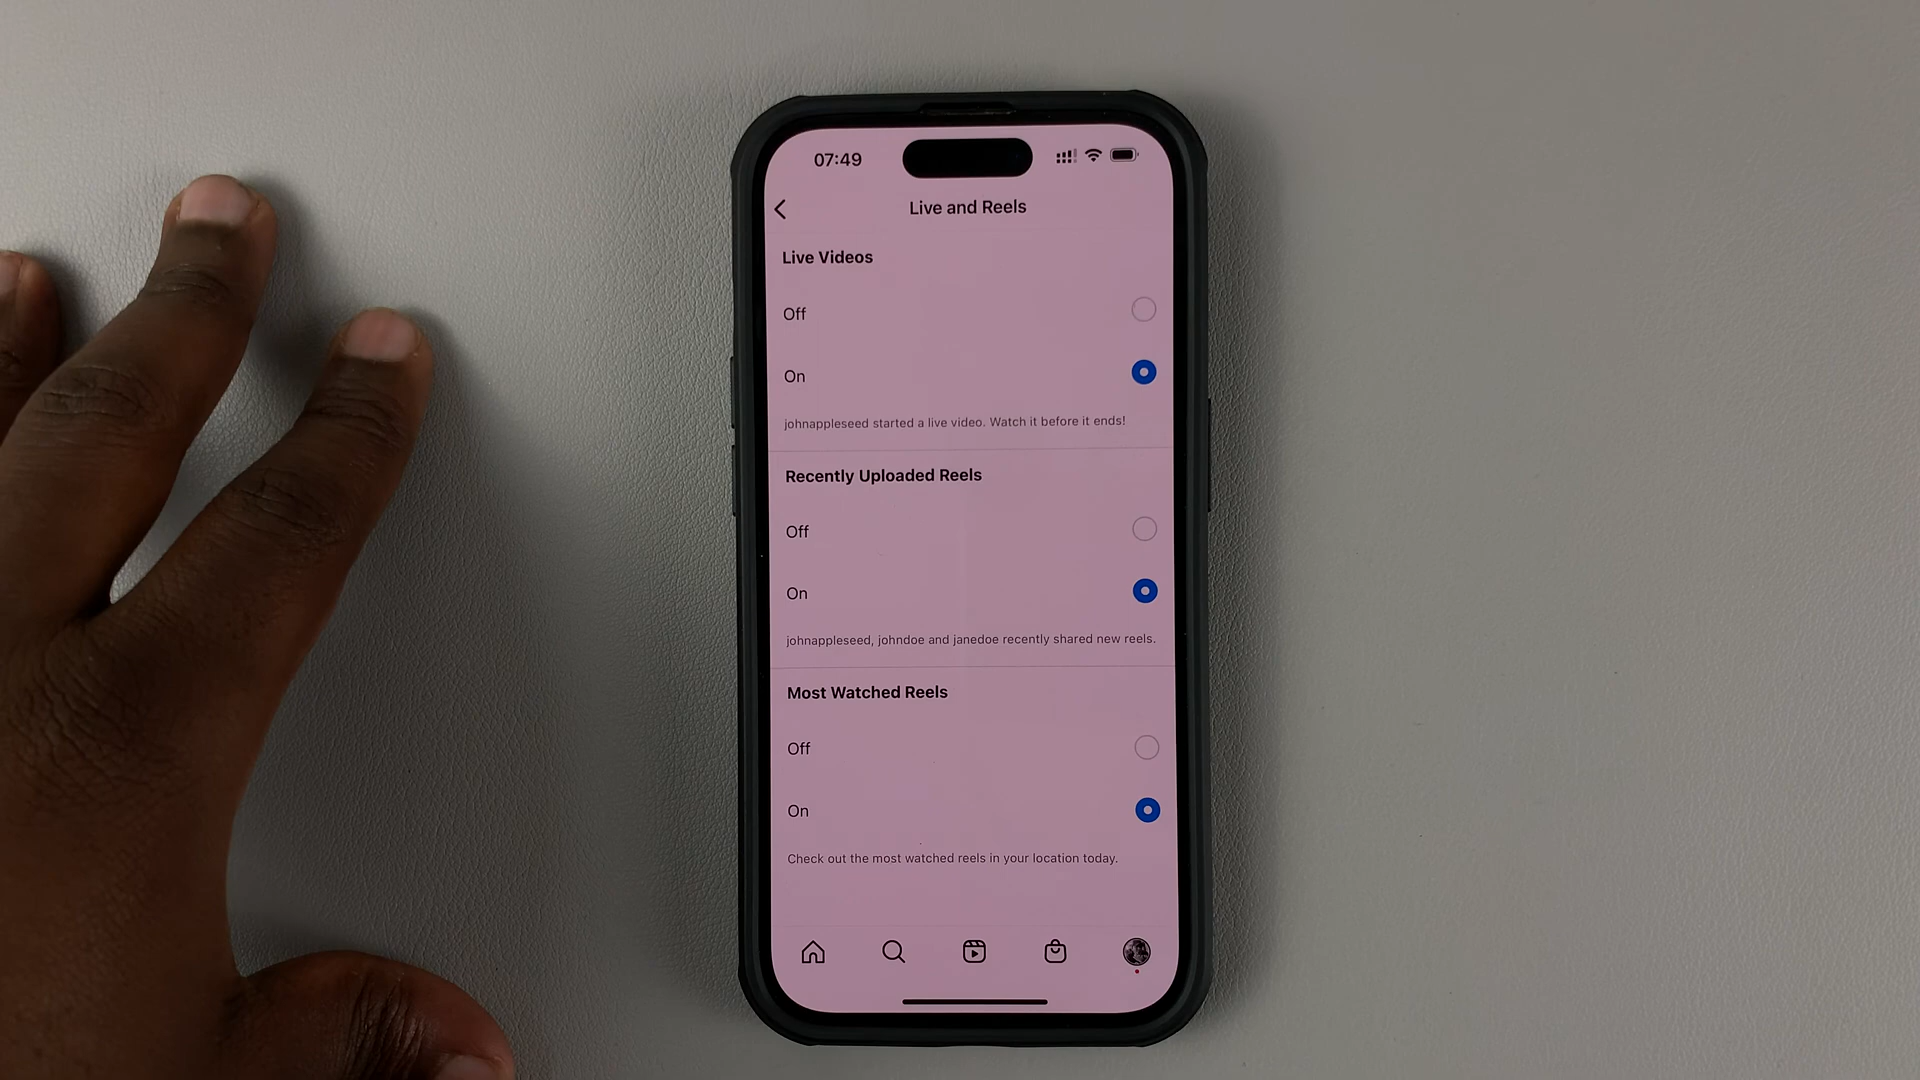 07:49
Live and Reels
Live Videos
Off
On
johnappleseed started a live video. Watch it before it ends!
Recently Uploaded Reels
Off
On
johnappleseed, johndoe and janedoe recently shared new reels.
Most Watched Reels
Off
On
Check out the most watched reels in your location today.